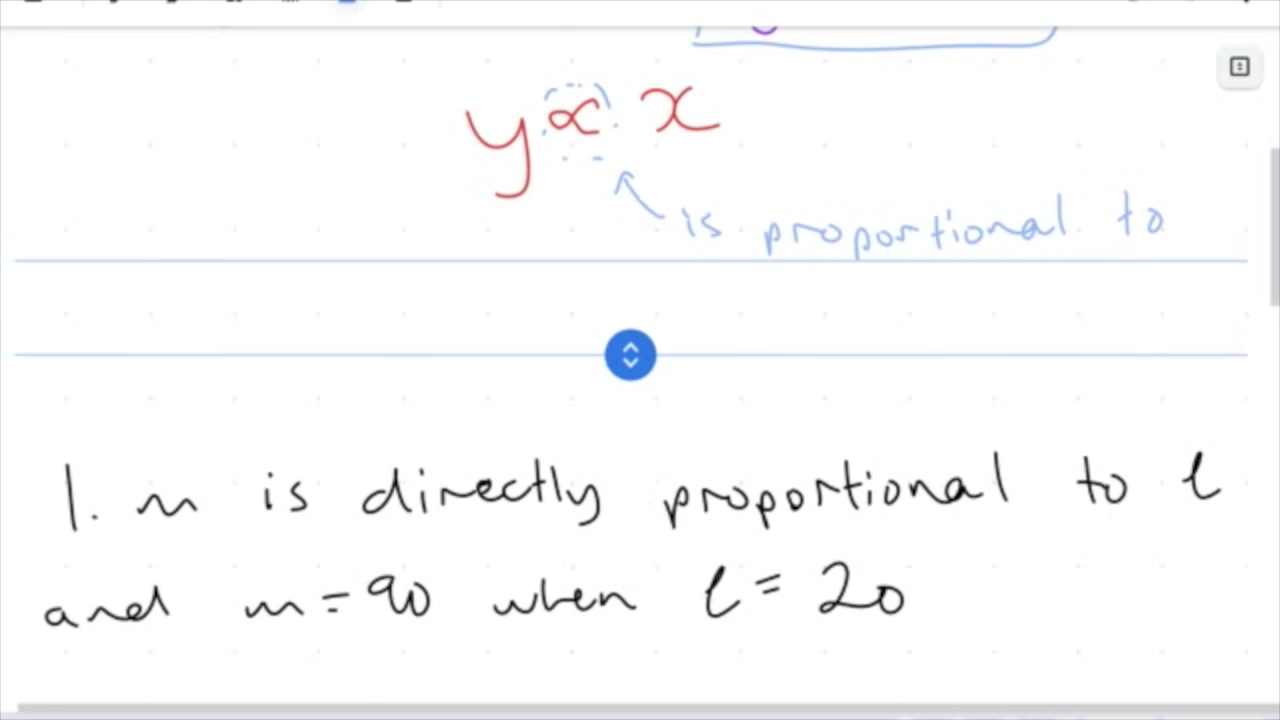 y ∝ x
is proportional to
1. m is directly proportional to l
and m = 90 when l = 20